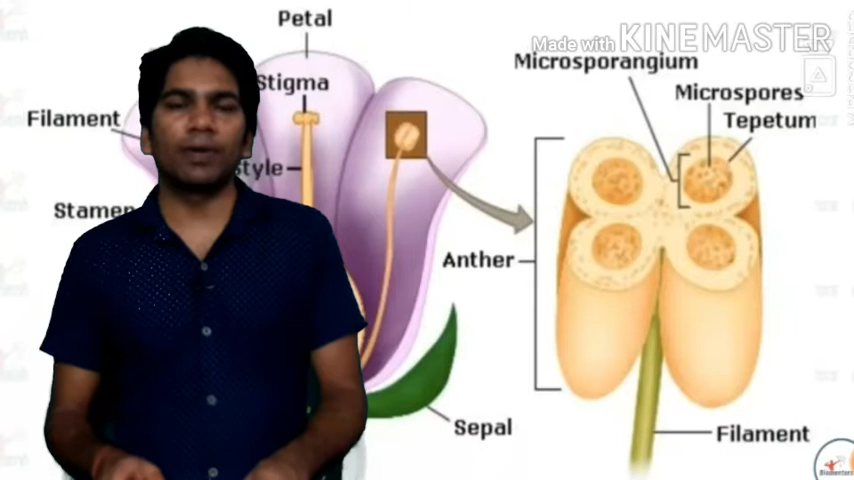 Petal
Made with KINEMASTER
Microsporangium
Stigma
Microspores
Filament
Tepetum
Style
Stamen
Anther
Sepal
Filament